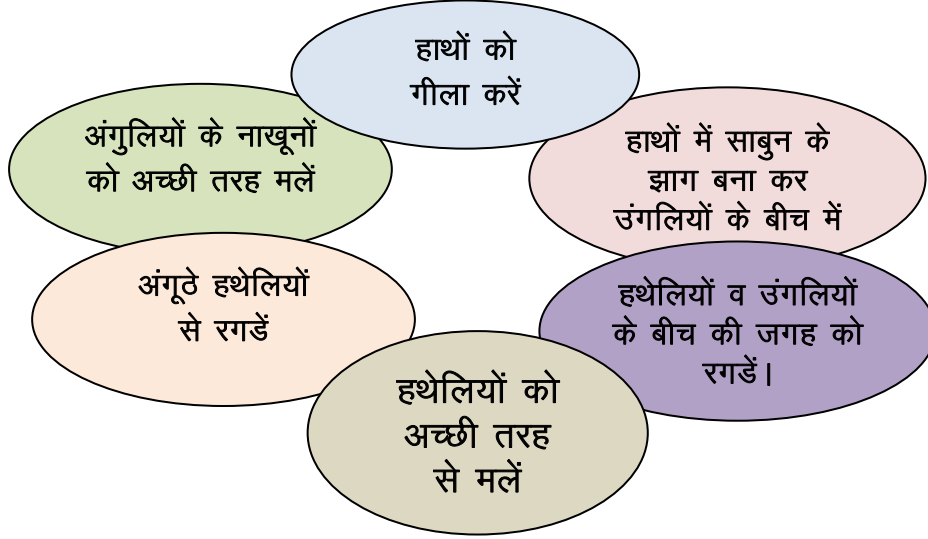 हाथों को
गीला करें
हाथों में साबुन के
झाग बना कर
उंगलियों के बीच में
हथेलियों व उंगलियों
के बीच की जगह को
रगडें।
हथेलियों को
अच्छी तरह
से मलें
अंगूठे हथेलियों
से रगडें
अंगुलियों के नाखूनों
को अच्छी तरह मलें